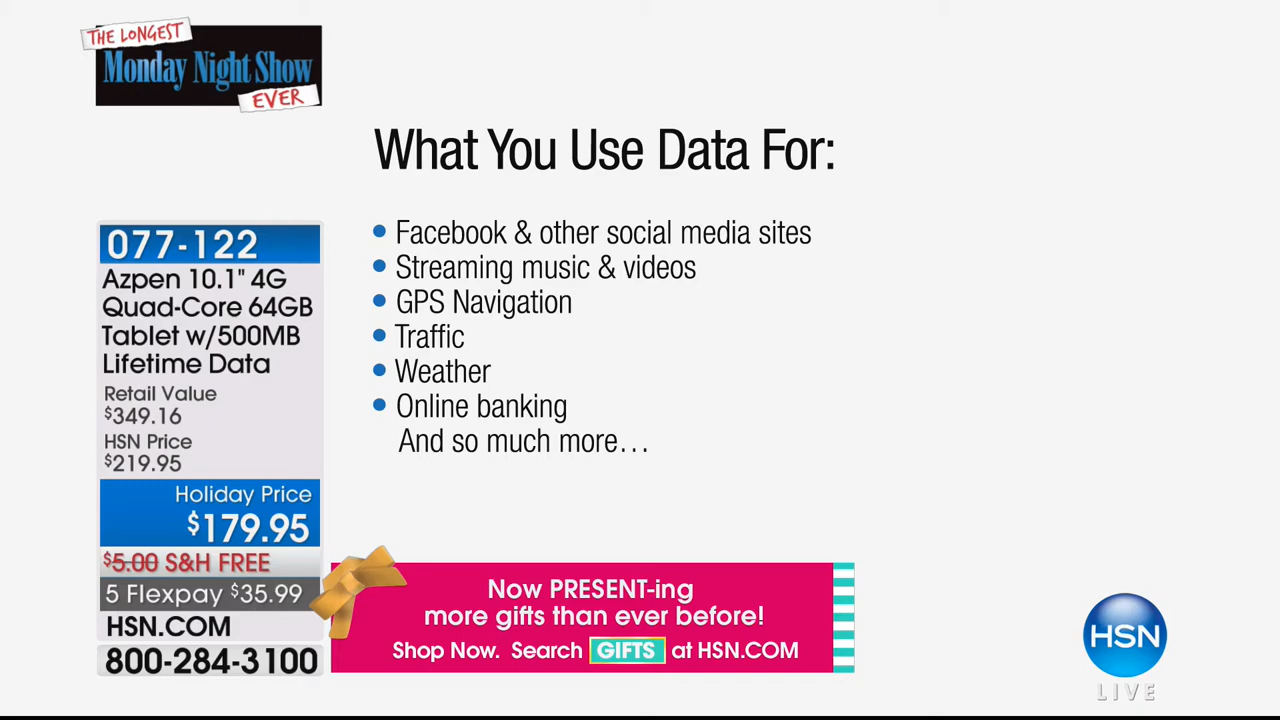 THE LONGEST
Monday Night Show
EVER
What You Use Data For:
• Facebook & other social media sites
• Streaming music & videos
• GPS Navigation
• Traffic
• Weather
• Online banking
And so much more…
077-122
Azpen 10.1" 4G
Quad-Core 64GB
Tablet w/500MB
Lifetime Data
Retail Value
$349.16
HSN Price
$219.95
Holiday Price
$179.95
$5.00 S&H FREE
5 Flexpay $35.99
HSN.COM
800-284-3100
Now PRESENT-ing
more gifts than ever before!
Shop Now. Search GIFTS at HSN.COM
HSN
LIVE